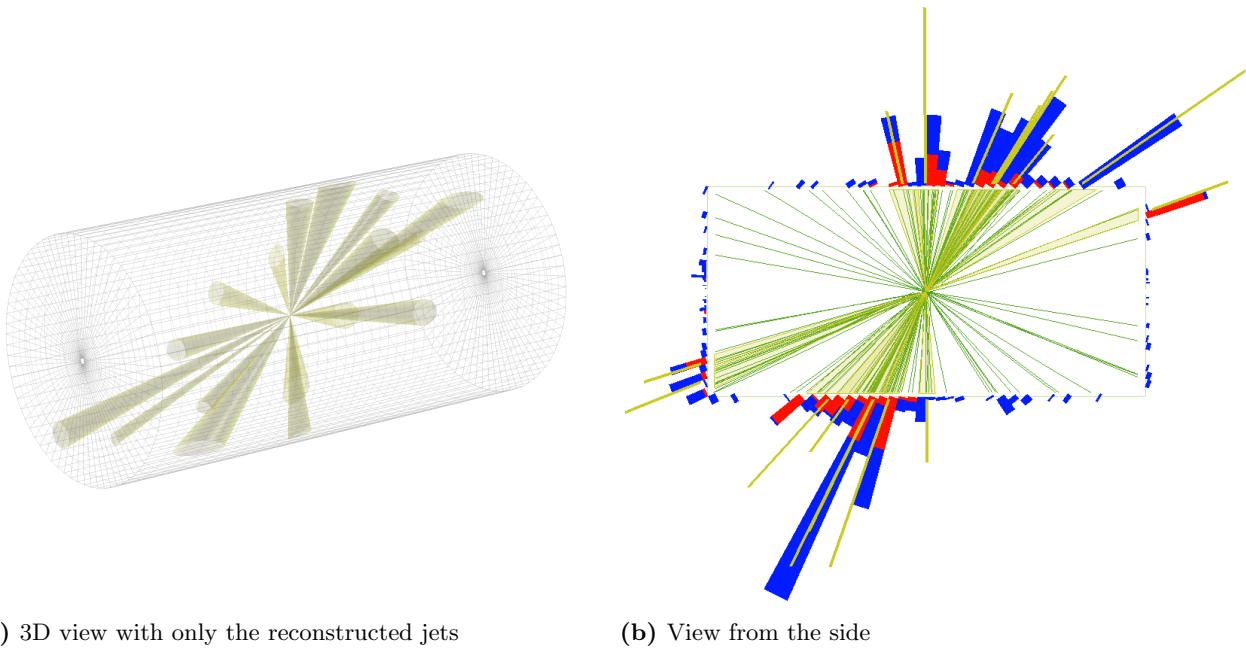 ) 3D view with only the reconstructed jets
(b) View from the side